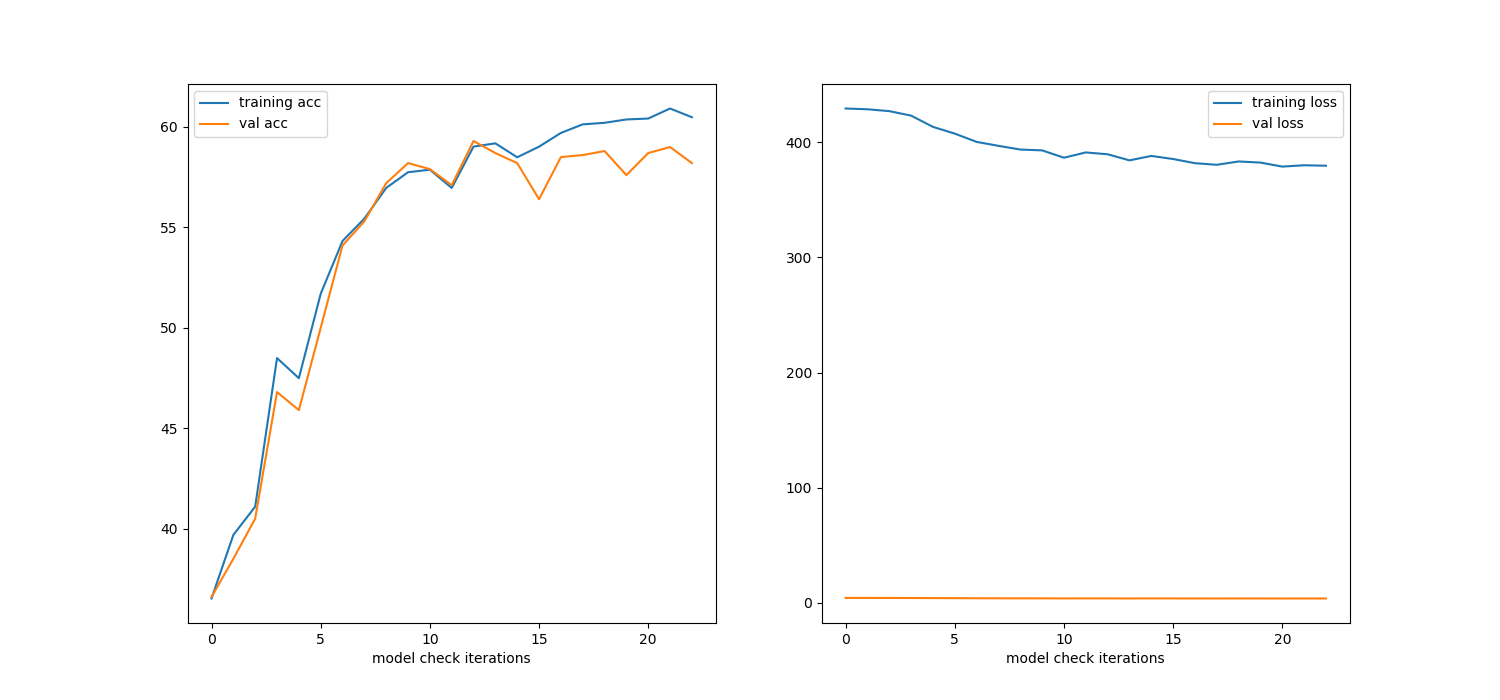 training acc
val acc
60
55
50
45
40
0 5 10 15 20
model check iterations
training loss
val loss
400
300
200
100
0
0 5 10 15 20
model check iterations